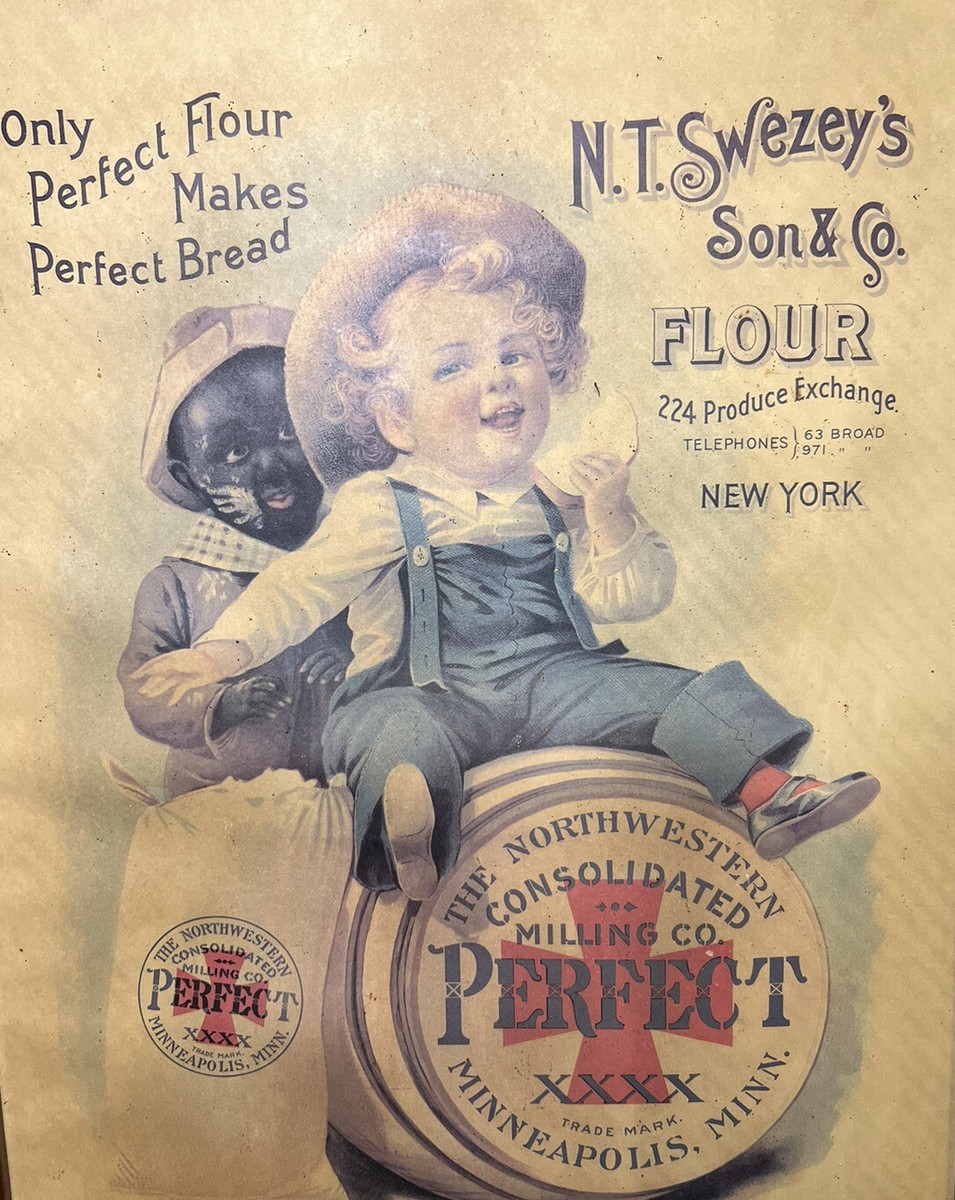 Only
Perfect Flour
Makes
Perfect Bread
N.T. Swezey's
Son & Co.
FLOUR
224 Produce Exchange.
TELEPHONES } 63 BROAD
971 „ „
NEW YORK
THE NORTHWESTERN
CONSOLIDATED
MILLING CO.
PERFECT
XXXX
TRADE MARK.
MINNEAPOLIS, MINN.
THE NORTHWESTERN
CONSOLIDATED
MILLING CO.
PERFECT
XXXX
TRADE MARK.
MINNEAPOLIS, MINN.